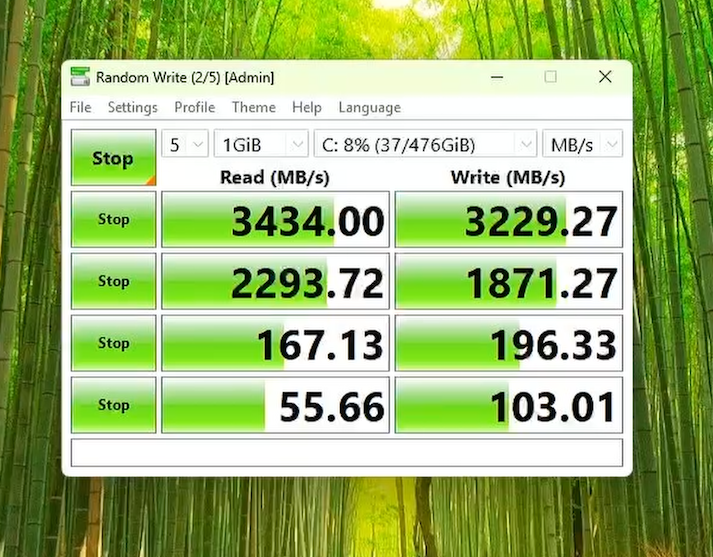 Random Write (2/5) [Admin]
File Settings Profile Theme Help Language
Stop 5 1GiB C: 8% (37/476GiB) MB/s
Read (MB/s) Write (MB/s)
Stop 3434.00 3229.27
Stop 2293.72 1871.27
Stop 167.13 196.33
Stop 55.66 103.01